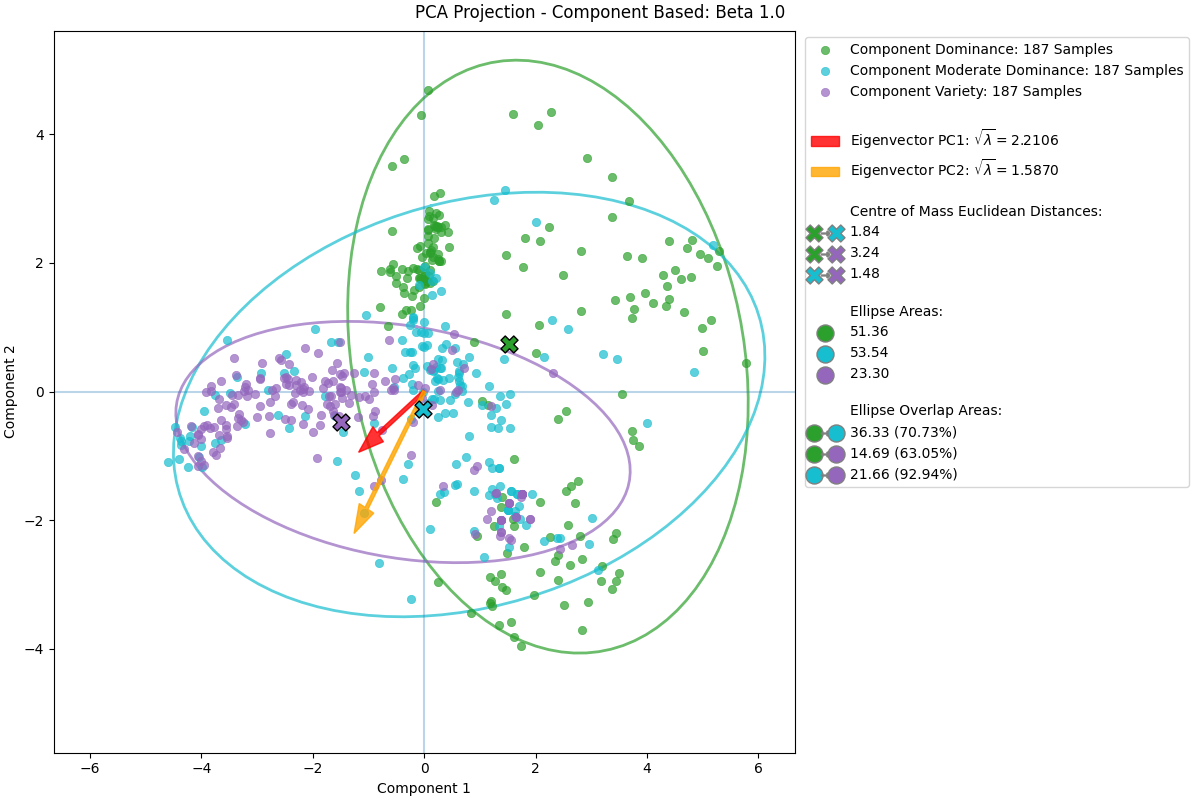 PCA Projection - Component Based: Beta 1.0
Component Dominance: 187 Samples
Component Moderate Dominance: 187 Samples
Component Variety: 187 Samples
Eigenvector PC1: √λ = 2.2106
Eigenvector PC2: √λ = 1.5870
Centre of Mass Euclidean Distances:
1.84
3.24
1.48
Ellipse Areas:
51.36
53.54
23.30
Ellipse Overlap Areas:
36.33 (70.73%)
14.69 (63.05%)
21.66 (92.94%)
Component 2
4
2
0
−2
−4
−6
−4
−2
0
2
4
6
Component 1